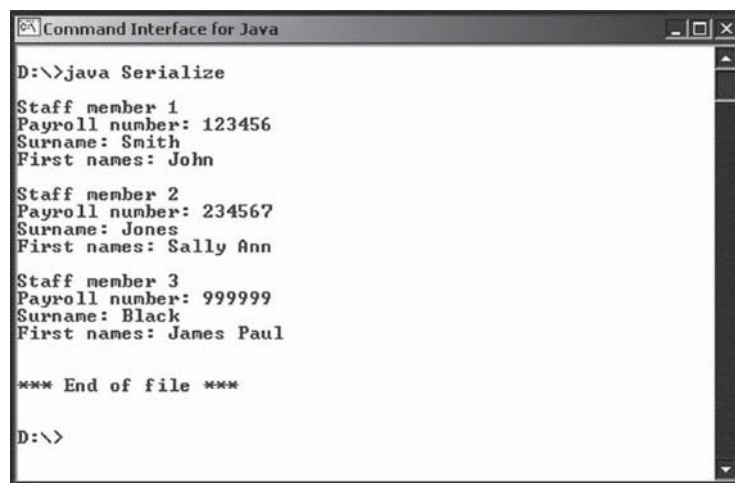 Command Interface for Java
D:\>java Serialize
Staff member 1
Payroll number: 123456
Surname: Smith
First names: John
Staff member 2
Payroll number: 234567
Surname: Jones
First names: Sally Ann
Staff member 3
Payroll number: 999999
Surname: Black
First names: James Paul
*** End of file ***
D:\>